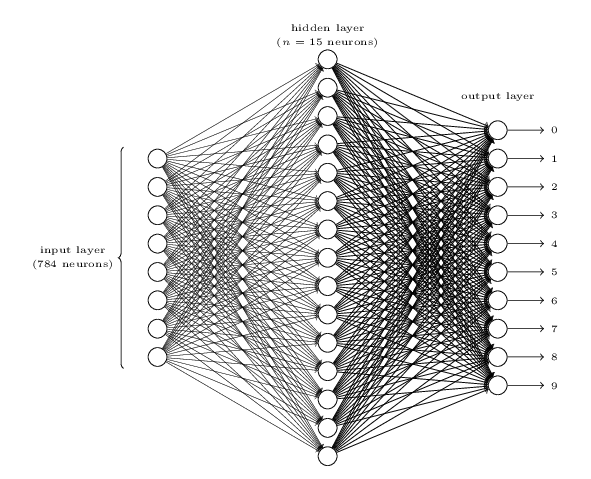 hidden layer
(n = 15 neurons)
output layer
0
1
2
3
input layer
(784 neurons)
4
5
6
7
8
9